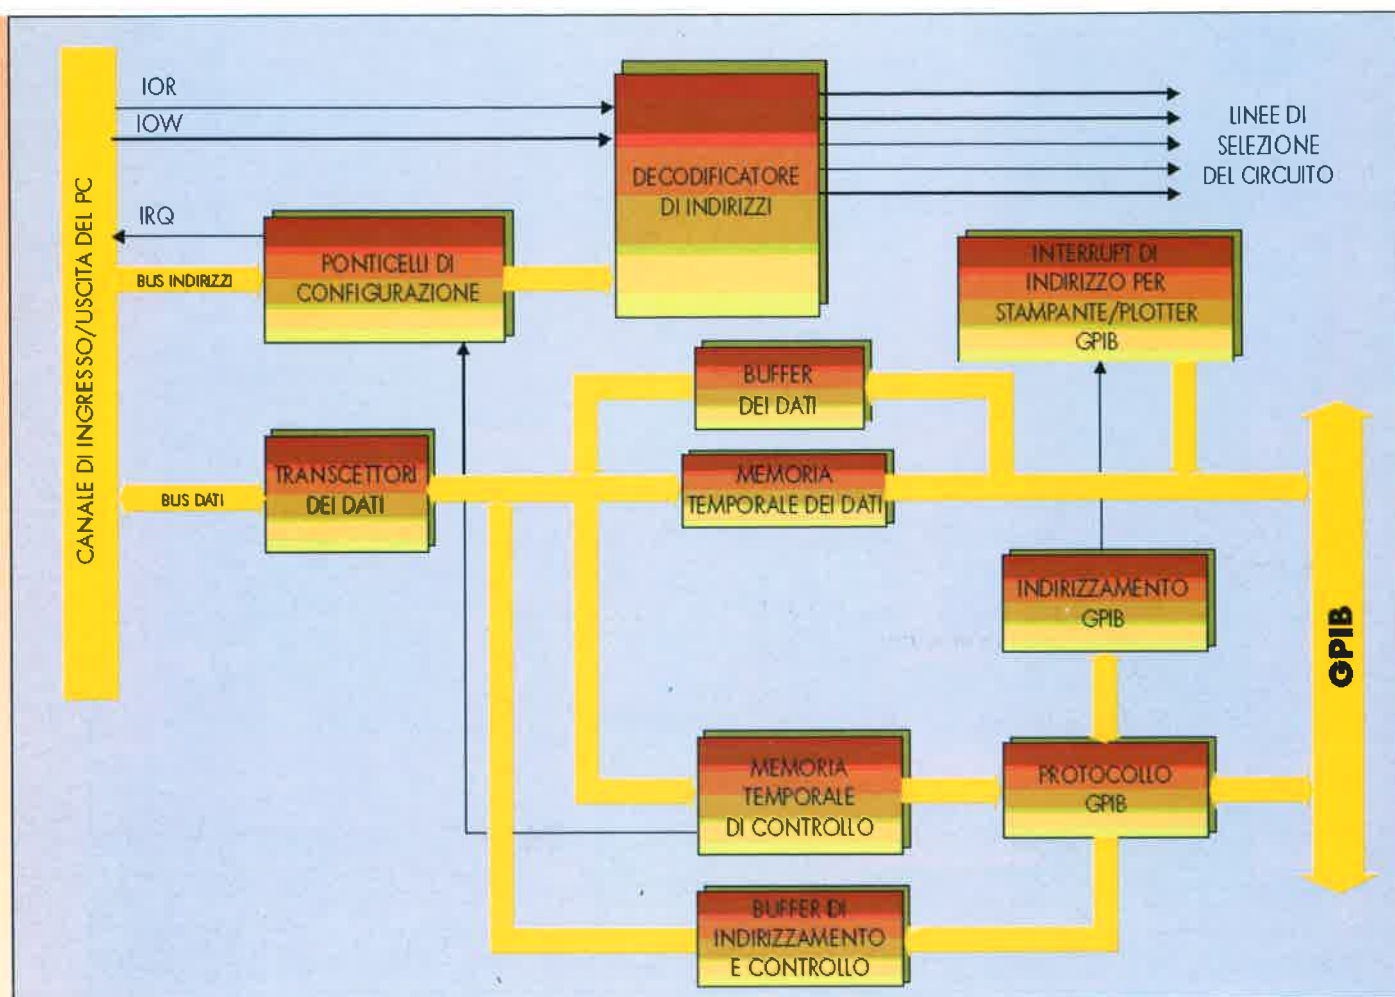 CANALE DI INGRESSO/USCITA DEL PC
IOR
IOW
IRQ
BUS INDIRIZZI
BUS DATI
PONTICELLI DI
CONFIGURAZIONE
DECODIFICATORE
DI INDIRIZZI
LINEE DI
SELEZIONE
DEL CIRCUITO
INTERRUPT DI
INDIRIZZO PER
STAMPANTE/PLOTTER
GPIB
BUFFER
DEI DATI
TRANSCETTORI
DEI DATI
MEMORIA
TEMPORALE DEI DATI
INDIRIZZAMENTO
GPIB
GPIB
MEMORIA
TEMPORALE
DI CONTROLLO
PROTOCOLLO
GPIB
BUFFER DI
INDIRIZZAMENTO
E CONTROLLO